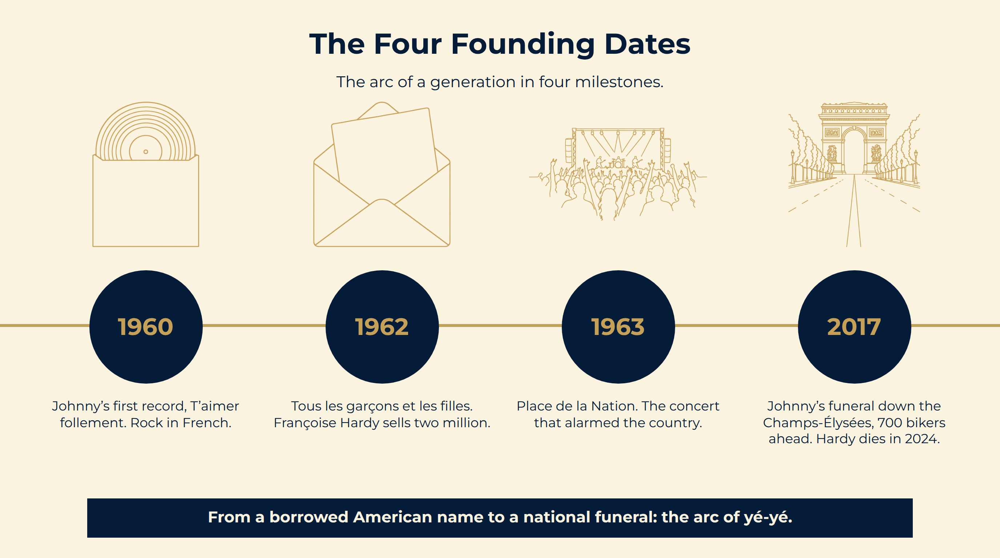 The Four Founding Dates
The arc of a generation in four milestones.
1960
1962
1963
2017
Johnny’s first record, T’aimer
follement. Rock in French.
Tous les garçons et les filles.
Françoise Hardy sells two million.
Place de la Nation. The concert
that alarmed the country.
Johnny’s funeral down the
Champs-Élysées, 700 bikers
ahead. Hardy dies in 2024.
From a borrowed American name to a national funeral: the arc of yé-yé.